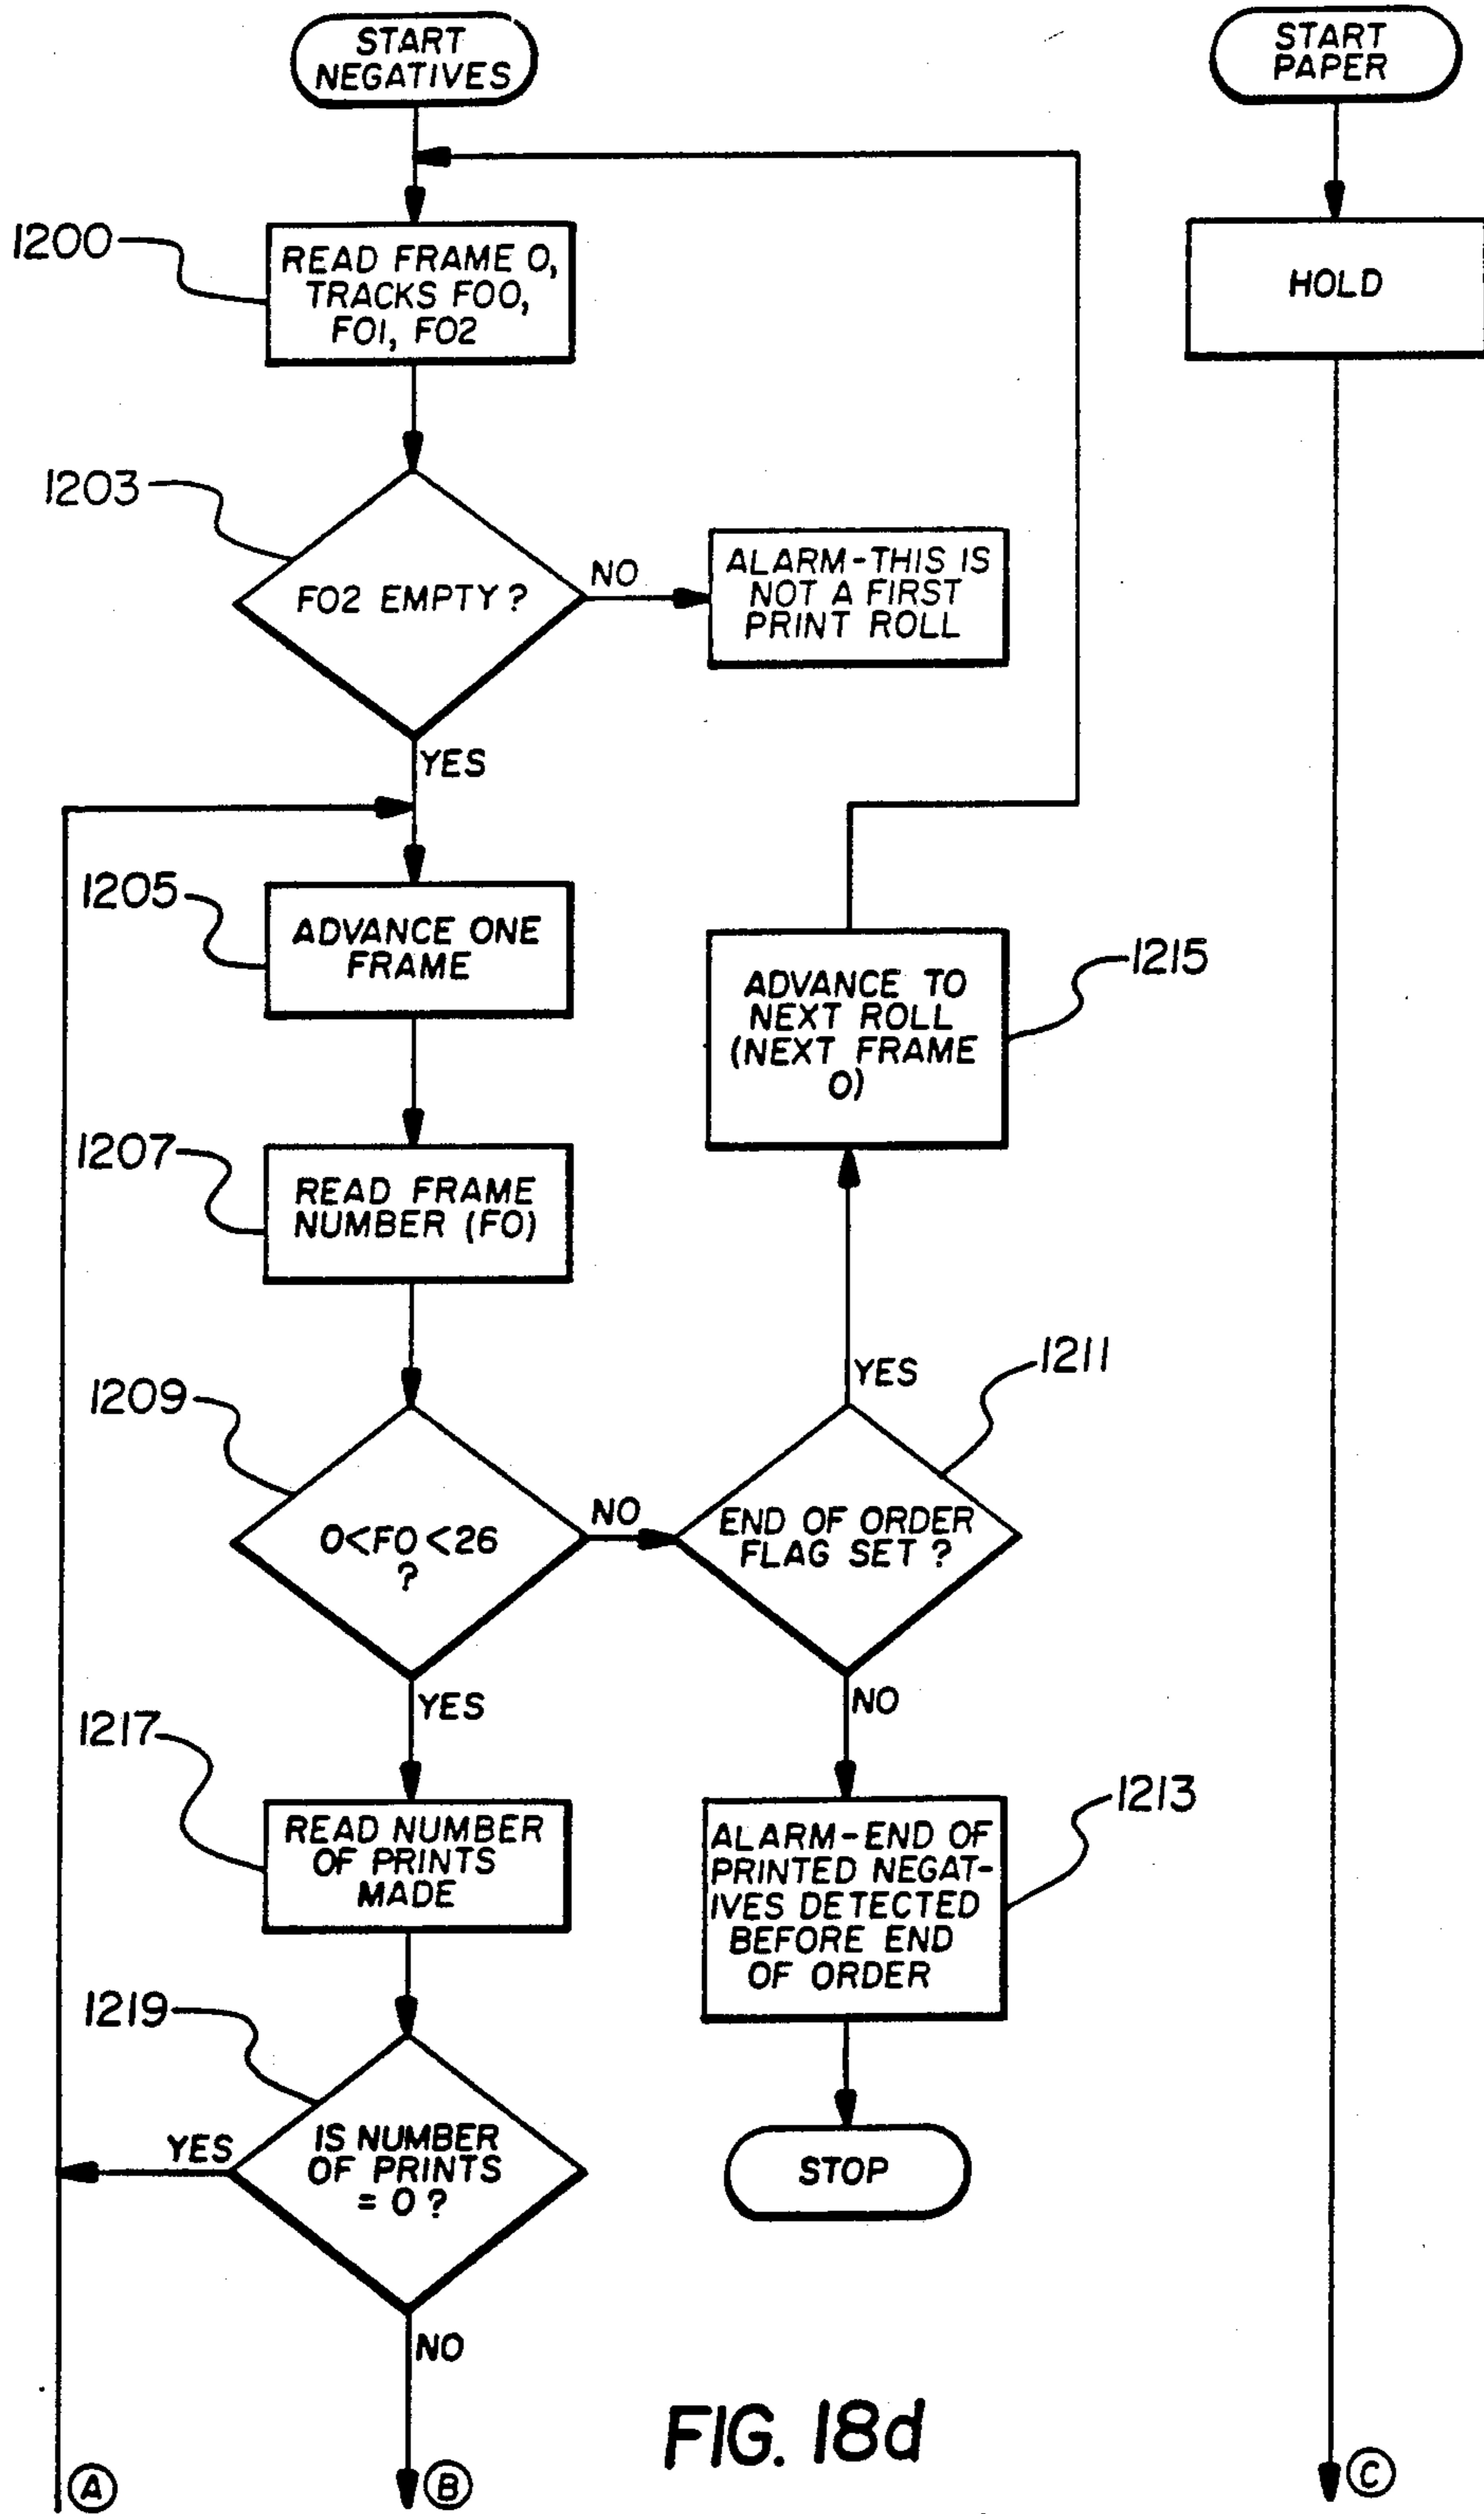 START
NEGATIVES
START
PAPER
1200
READ FRAME 0,
TRACKS F00,
F01, F02
HOLD
1203
F02 EMPTY?
NO
ALARM-THIS IS
NOT A FIRST
PRINT ROLL
YES
1205
ADVANCE ONE
FRAME
ADVANCE TO
NEXT ROLL
(NEXT FRAME
0)
1215
1207
READ FRAME
NUMBER (F0)
1209
0<F0<26
?
NO
YES
1211
END OF ORDER
FLAG SET ?
YES
NO
1217
READ NUMBER
OF PRINTS
MADE
ALARM-END OF
PRINTED NEGAT-
IVES DETECTED
BEFORE END
OF ORDER
1213
1219
YES
IS NUMBER
OF PRINTS
= 0 ?
STOP
NO
FIG. 18d
A
B
C